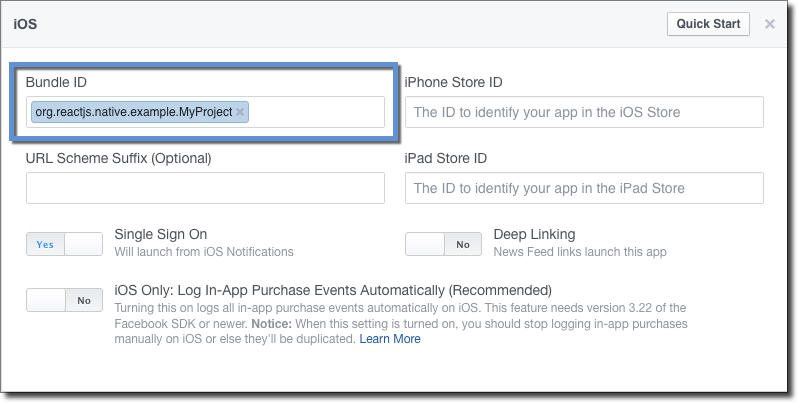 iOS
Quick Start
Bundle ID
iPhone Store ID
org.reactjs.native.example.MyProject
The ID to identify your app in the iOS Store
URL Scheme Suffix (Optional)
iPad Store ID
The ID to identify your app in the iPad Store
Yes
Single Sign On
Will launch from iOS Notifications
No
Deep Linking
News Feed links launch this app
No
iOS Only: Log In-App Purchase Events Automatically (Recommended)
Turning this on logs all in-app purchase events automatically on iOS. This feature needs version 3.22 of the
Facebook SDK or newer. Notice: When this setting is turned on, you should stop logging in-app purchases
manually on iOS or else they'll be duplicated. Learn More